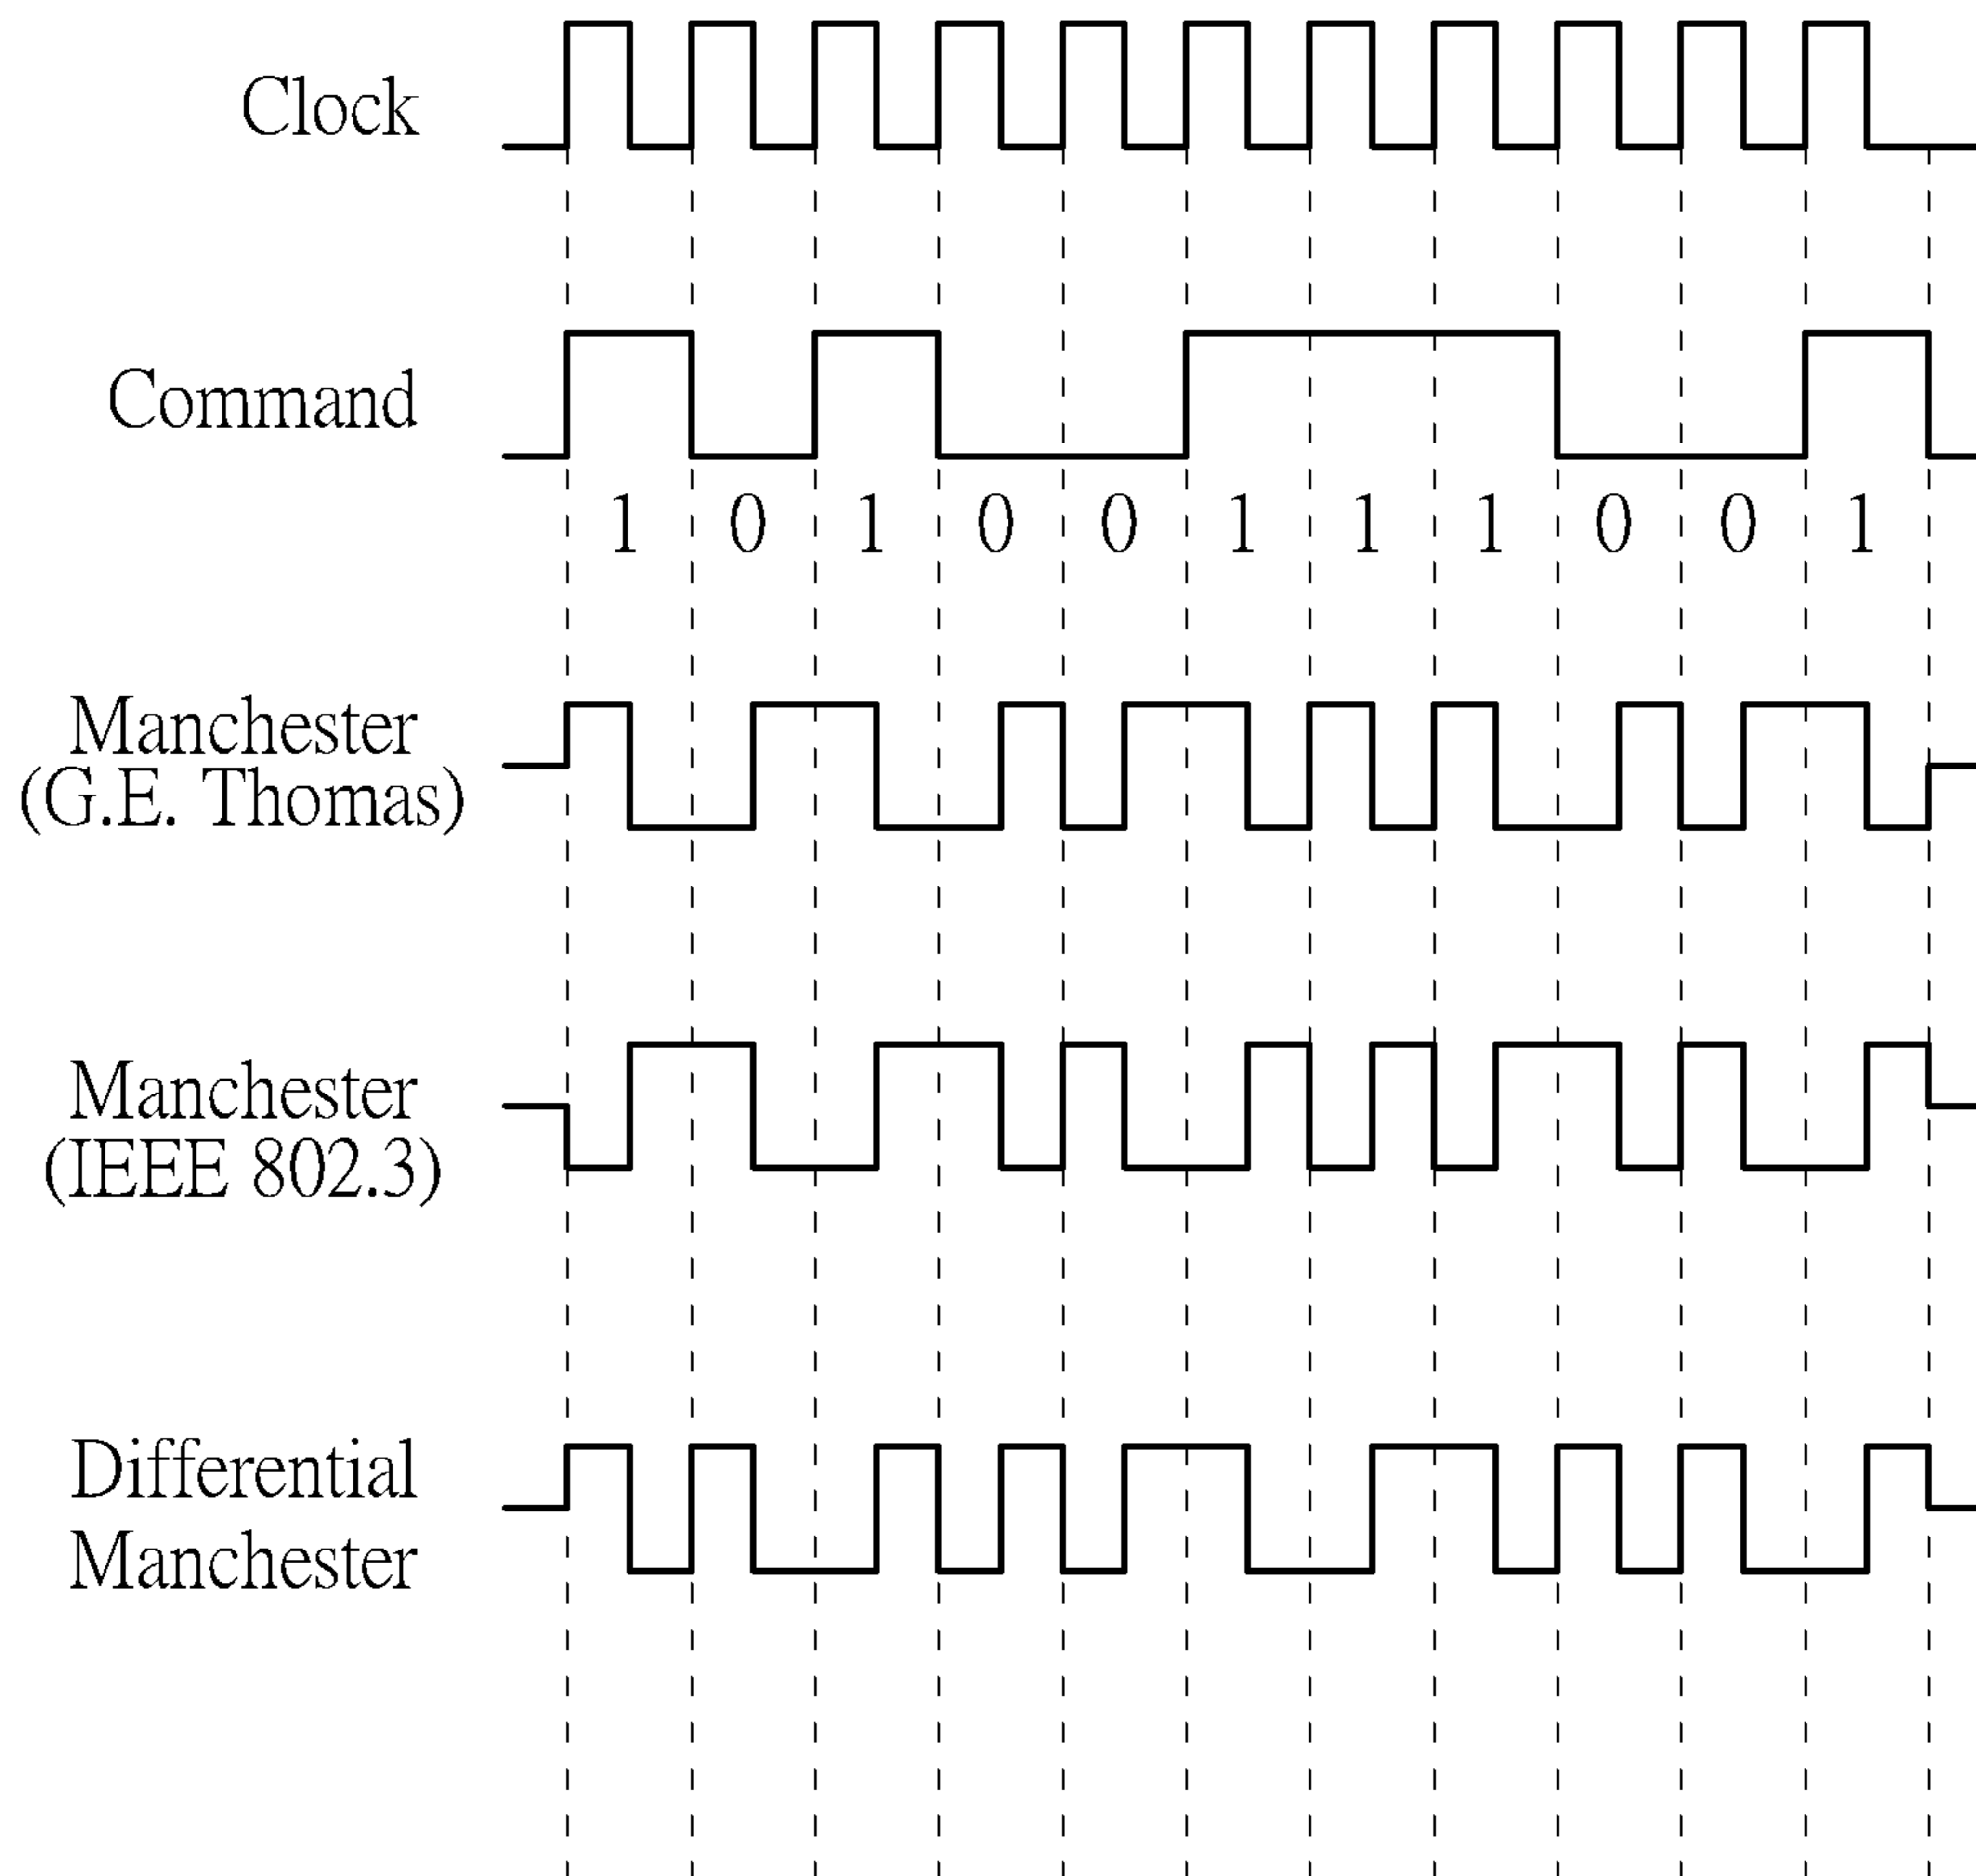 Clock
Command
1 0 1 0 0 1 1 1 0 0 1
Manchester
(G.E. Thomas)
Manchester
(IEEE 802.3)
Differential
Manchester